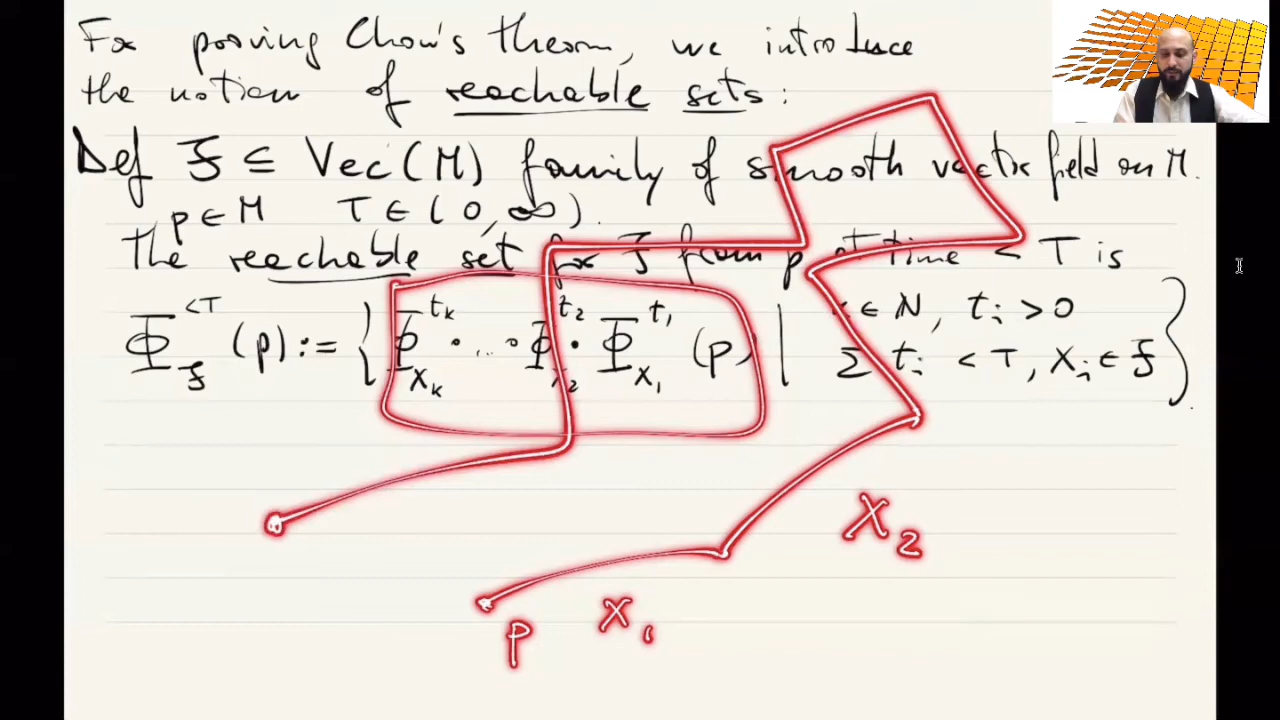 For proving Chow's theorem, we introduce
the notion of reachable sets:
Def 𝓕 ⊆ Vec(M) family of smooth vector field on M.
p ∈ M T ∈ (0, ∞).
The reachable set for 𝓕 from p at time < T is
Φ_𝓕^{<T} (p) := { Φ_{X_k}^{t_k} ∘ ... ∘ Φ_{X_2}^{t_2} ∘ Φ_{X_1}^{t_1} (p) | k ∈ ℕ, t_i > 0
Σ t_i < T, X_i ∈ 𝓕 }.
X_2
p X_1